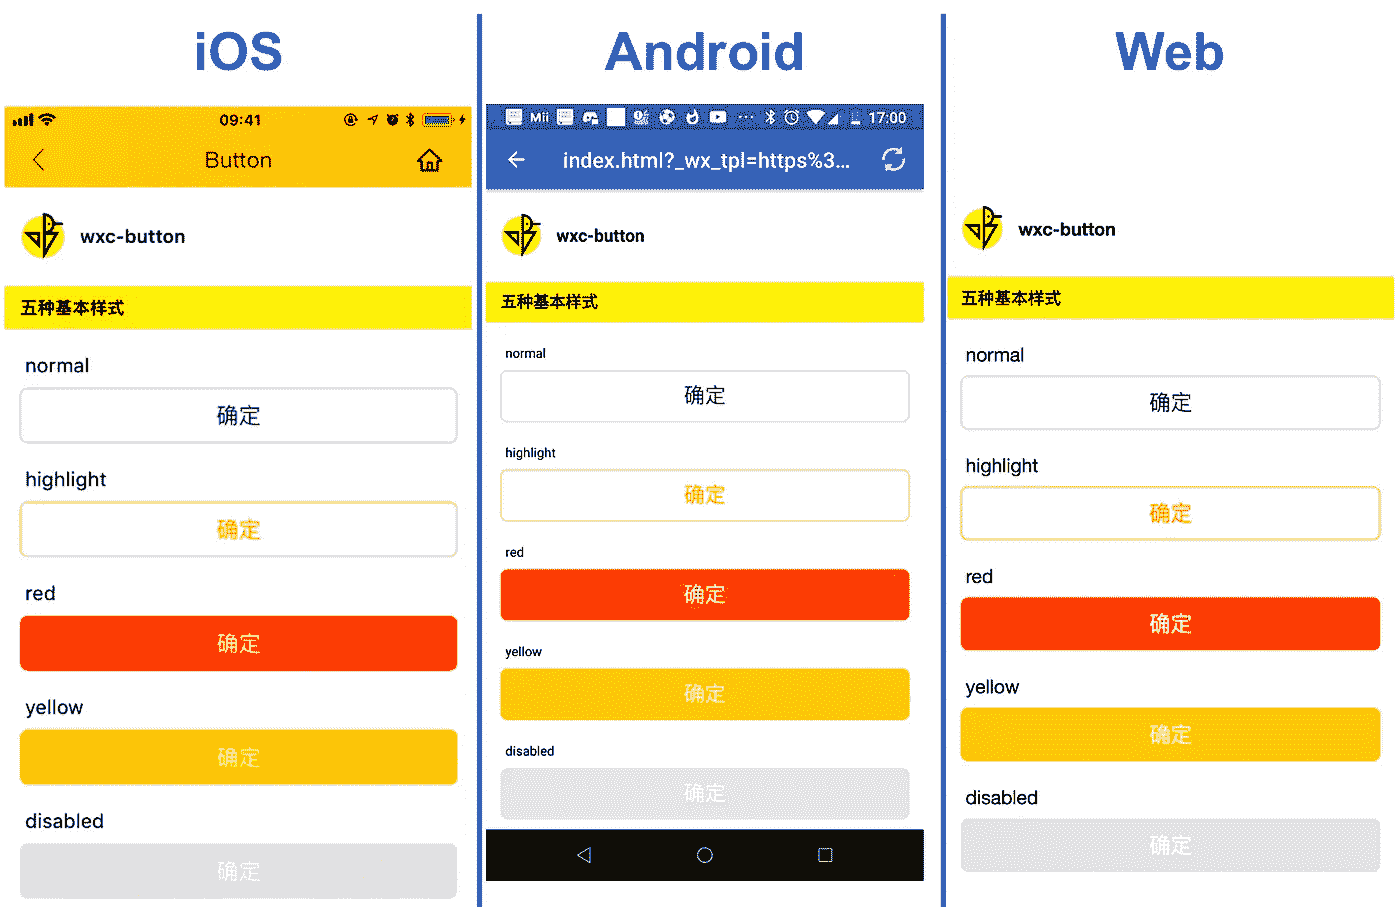 iOS
09:41
Button
wxc-button
五种基本样式
normal
确定
highlight
确定
red
确定
yellow
确定
disabled
确定
Android
Mii
17:00
index.html?_wx_tpl=https%3...
wxc-button
五种基本样式
normal
确定
highlight
确定
red
确定
yellow
确定
disabled
确定
Web
wxc-button
五种基本样式
normal
确定
highlight
确定
red
确定
yellow
确定
disabled
确定